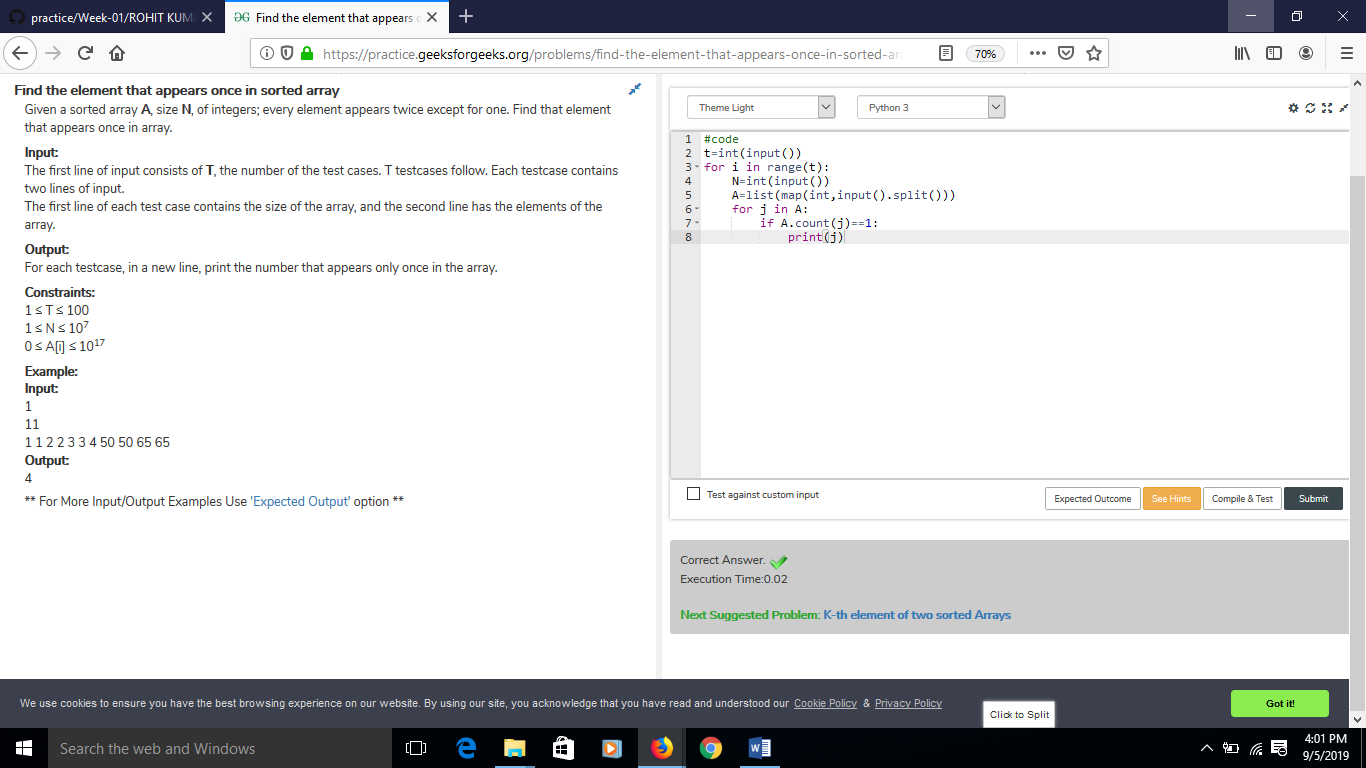 practice/Week-01/ROHIT KUM
Find the element that appears o
https://practice.geeksforgeeks.org/problems/find-the-element-that-appears-once-in-sorted-ar
70%
Find the element that appears once in sorted array
Given a sorted array A, size N, of integers; every element appears twice except for one. Find that element
that appears once in array.
Input:
The first line of input consists of T, the number of the test cases. T testcases follow. Each testcase contains
two lines of input.
The first line of each test case contains the size of the array, and the second line has the elements of the
array.
Output:
For each testcase, in a new line, print the number that appears only once in the array.
Constraints:
1 ≤ T ≤ 100
1 ≤ N ≤ 10⁷
0 ≤ A[i] ≤ 10¹⁷
Example:
Input:
1
11
1 1 2 2 3 3 4 50 50 65 65
Output:
4
** For More Input/Output Examples Use 'Expected Output' option **
Theme Light
Python 3
1 #code
2 t=int(input())
3 for i in range(t):
4     N=int(input())
5     A=list(map(int,input().split()))
6     for j in A:
7         if A.count(j)==1:
8             print(j)
Test against custom input
Expected Outcome
See Hints
Compile & Test
Submit
Correct Answer.
Execution Time:0.02
Next Suggested Problem: K-th element of two sorted Arrays
We use cookies to ensure you have the best browsing experience on our website. By using our site, you acknowledge that you have read and understood our Cookie Policy & Privacy Policy
Got it!
Click to Split
Search the web and Windows
4:01 PM
9/5/2019